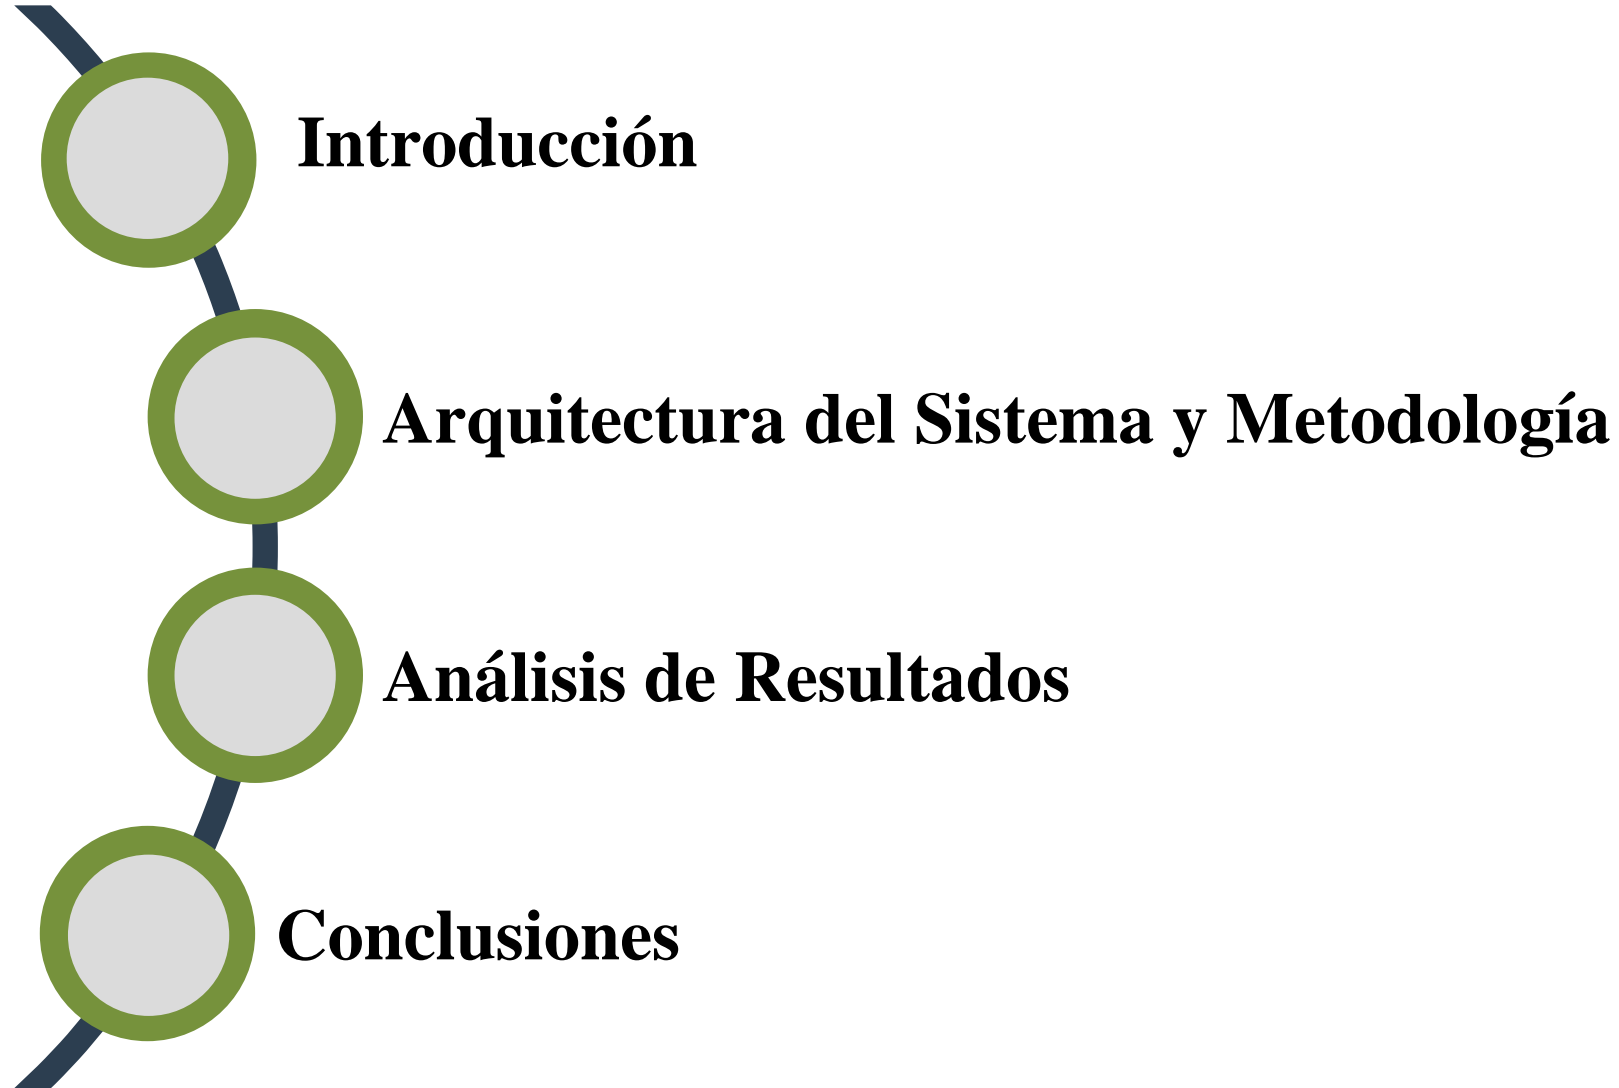 Introducción
Arquitectura del Sistema y Metodología
Análisis de Resultados
Conclusiones